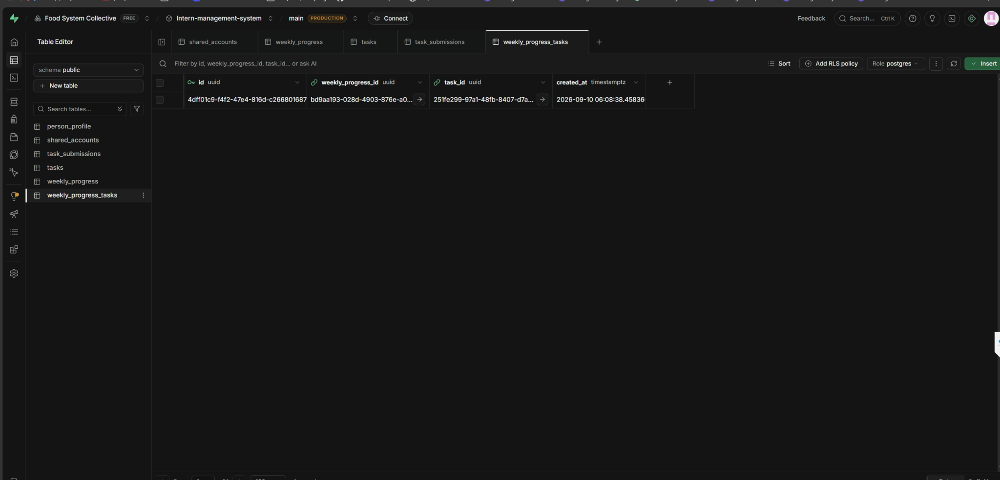 Food System Collective FREE / Intern-management-system / main PRODUCTION Connect Feedback Search... Ctrl K
Table Editor
shared_accounts weekly_progress tasks task_submissions weekly_progress_tasks
schema public
New table
Search tables...
person_profile
shared_accounts
task_submissions
tasks
weekly_progress
weekly_progress_tasks
Filter by id, weekly_progress_id, task_id... or ask AI Sort Add RLS policy Role postgres Insert
id uuid weekly_progress_id uuid task_id uuid created_at timestamptz
4dff01c9-f4f2-47e4-816d-c266801687 bd9aa193-028d-4903-876e-a0... 251fe299-97a1-48fb-8407-d7a... 2026-09-10 06:08:38.45836